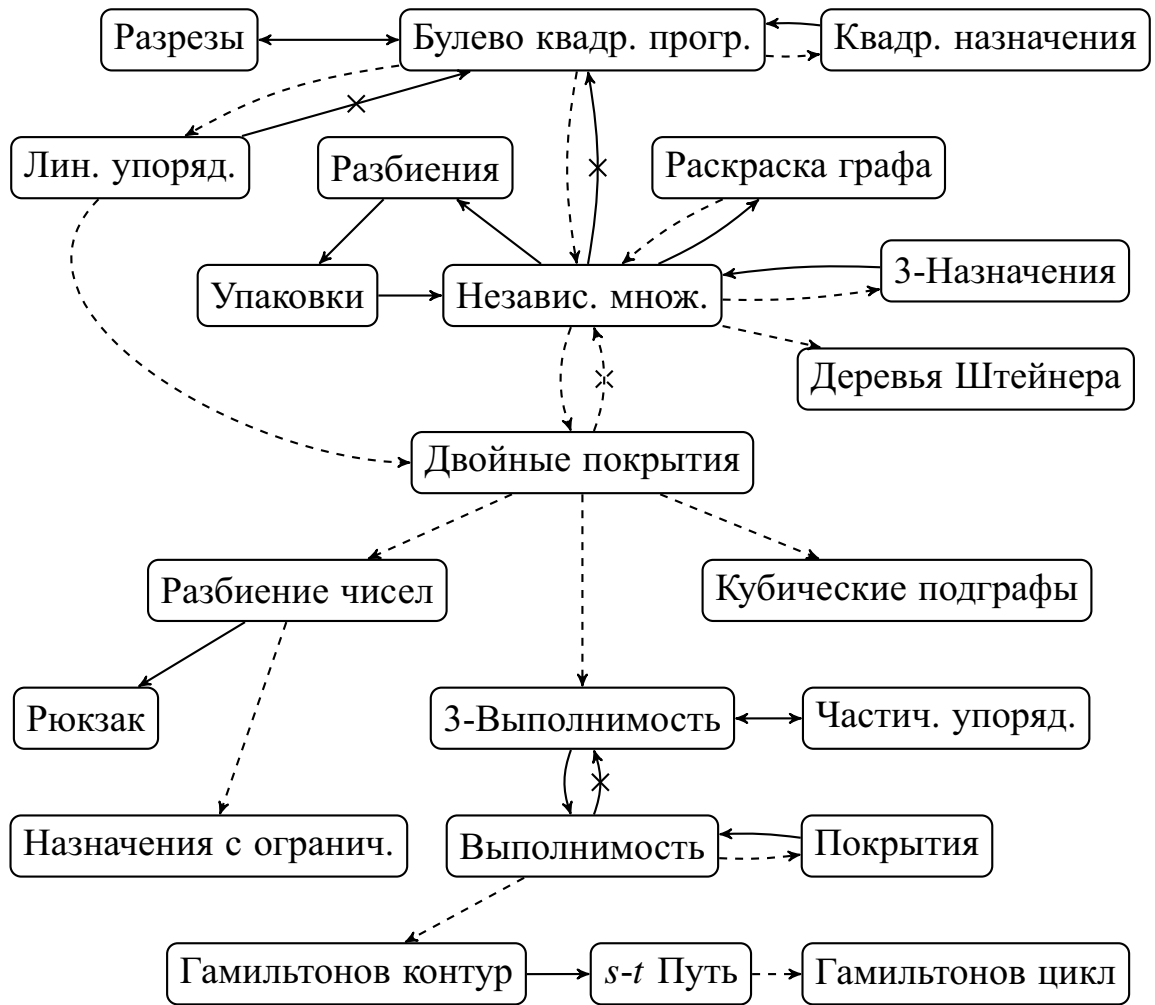 Разрезы
Булево квадр. прогр.
Квадр. назначения
Лин. упоряд.
Разбиения
Раскраска графа
Упаковки
Независ. множ.
3-Назначения
Деревья Штейнера
Двойные покрытия
Разбиение чисел
Кубические подграфы
Рюкзак
3-Выполнимость
Частич. упоряд.
Назначения с огранич.
Выполнимость
Покрытия
Гамильтонов контур
s-t Путь
Гамильтонов цикл